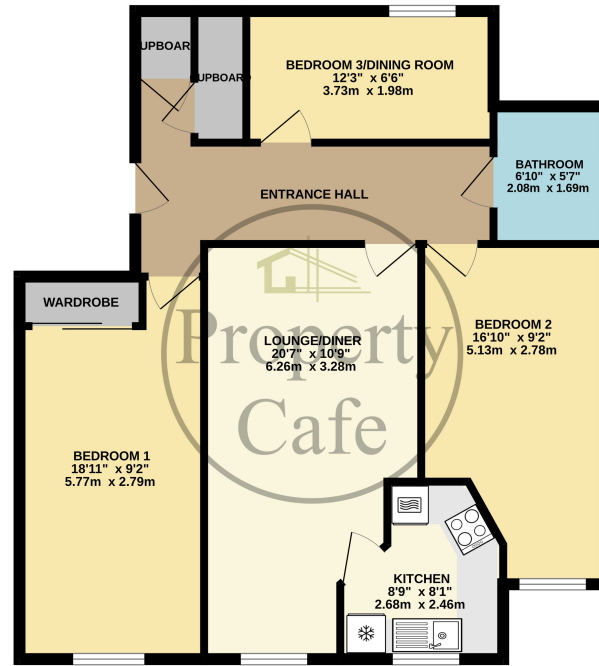 UPBOAR
UPBOAR
BEDROOM 3/DINING ROOM
12'3" x 6'6"
3.73m x 1.98m
BATHROOM
6'10" x 5'7"
2.08m x 1.69m
ENTRANCE HALL
WARDROBE
LOUNGE/DINER
20'7" x 10'9"
6.26m x 3.28m
BEDROOM 2
16'10" x 9'2"
5.13m x 2.78m
Property
Cafe
BEDROOM 1
18'11" x 9'2"
5.77m x 2.79m
KITCHEN
8'9" x 8'1"
2.68m x 2.46m